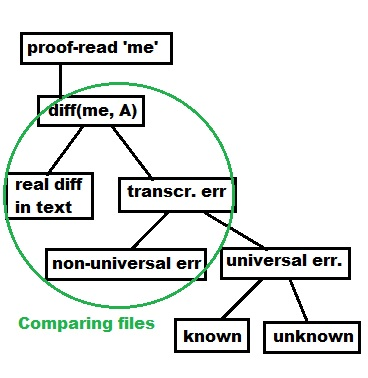 proof-read 'me'
diff(me, A)
real diff
in text
transcr. err
non-universal err
universal err.
Comparing files
known
unknown